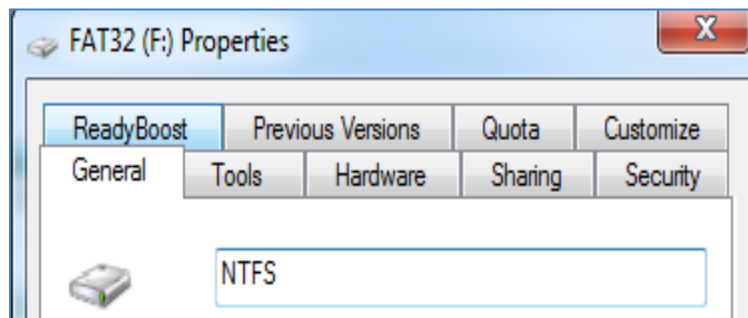 FAT32 (F:) Properties
X
ReadyBoost Previous Versions Quota Customize
General Tools Hardware Sharing Security
NTFS